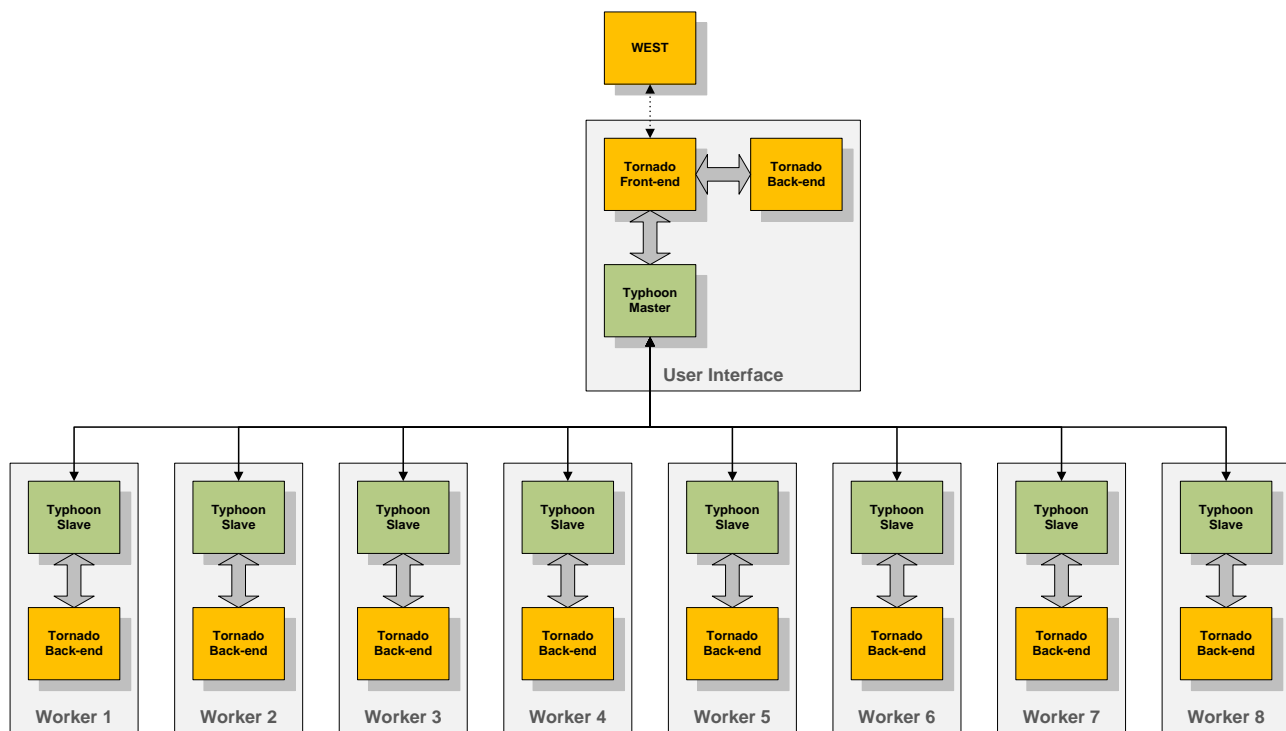 WEST
Tornado
Front-end
Tornado
Back-end
Typhoon
Master
User Interface
Typhoon
Slave
Typhoon
Slave
Typhoon
Slave
Typhoon
Slave
Typhoon
Slave
Typhoon
Slave
Typhoon
Slave
Typhoon
Slave
Tornado
Back-end
Tornado
Back-end
Tornado
Back-end
Tornado
Back-end
Tornado
Back-end
Tornado
Back-end
Tornado
Back-end
Tornado
Back-end
Worker 1
Worker 2
Worker 3
Worker 4
Worker 5
Worker 6
Worker 7
Worker 8